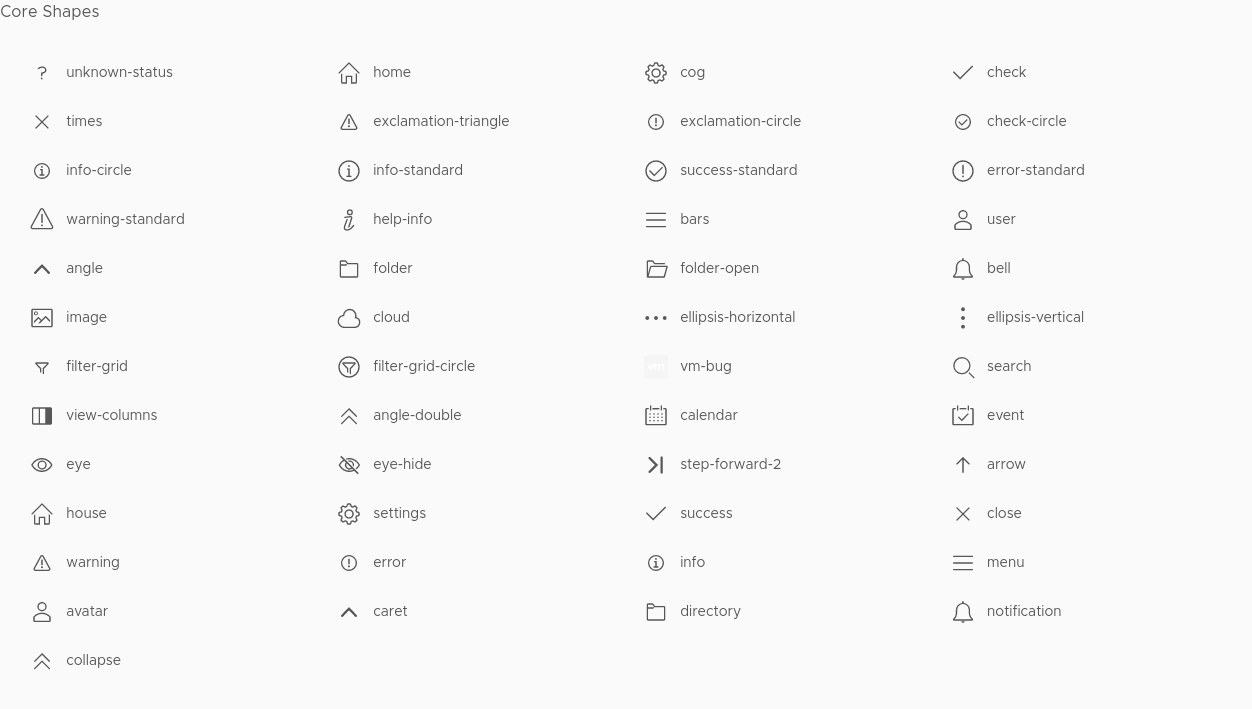 Core Shapes
unknown-status home cog check
times exclamation-triangle exclamation-circle check-circle
info-circle info-standard success-standard error-standard
warning-standard help-info bars user
angle folder folder-open bell
image cloud ellipsis-horizontal ellipsis-vertical
filter-grid filter-grid-circle vm vm-bug search
view-columns angle-double calendar event
eye eye-hide step-forward-2 arrow
house settings success close
warning error info menu
avatar caret directory notification
collapse